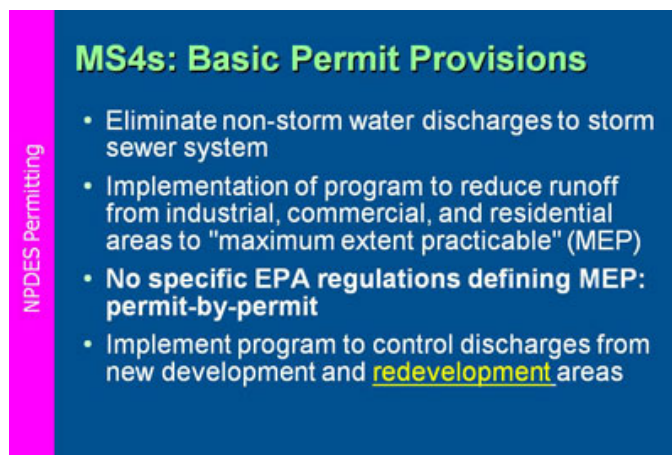 NPDES Permitting
MS4s: Basic Permit Provisions
• Eliminate non-storm water discharges to storm
sewer system
• Implementation of program to reduce runoff
from industrial, commercial, and residential
areas to "maximum extent practicable" (MEP)
• No specific EPA regulations defining MEP:
permit-by-permit
• Implement program to control discharges from
new development and redevelopment areas